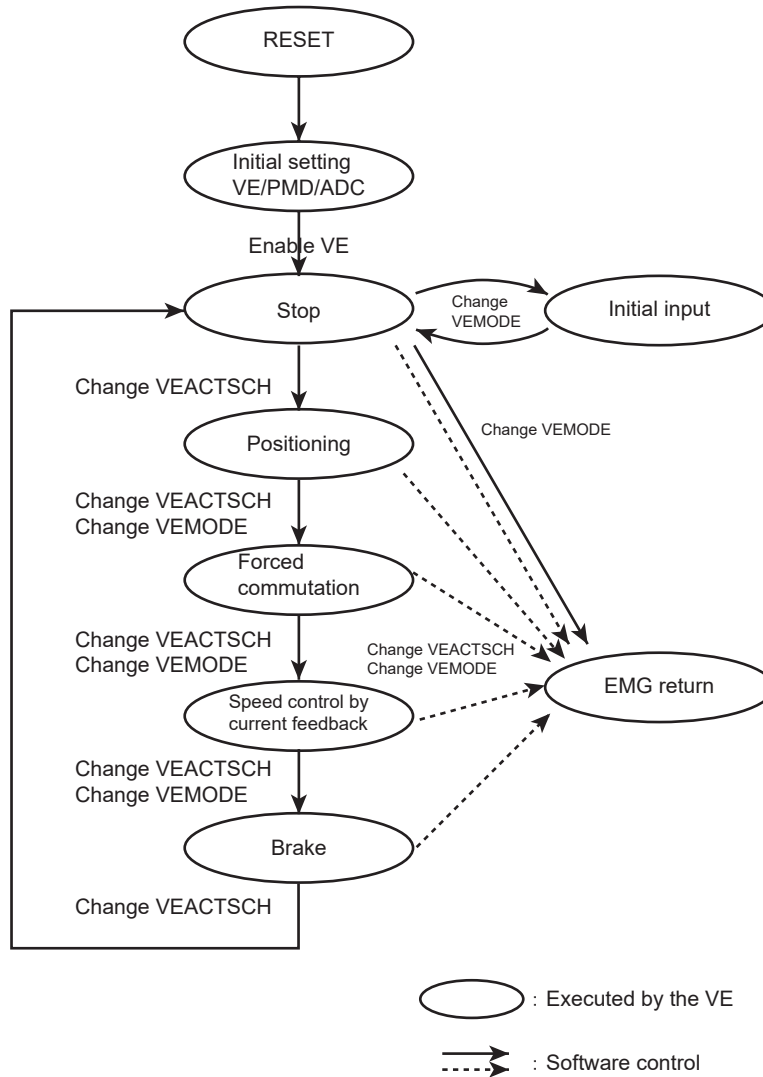 RESET
Initial setting
VE/PMD/ADC
Enable VE
Stop
Change
VEMODE
Initial input
Change VEACTSCH
Change VEMODE
Positioning
Change VEACTSCH
Change VEMODE
Forced
commutation
Change VEACTSCH
Change VEMODE
Change VEACTSCH
Change VEMODE
Speed control by
current feedback
EMG return
Change VEACTSCH
Change VEMODE
Brake
Change VEACTSCH
: Executed by the VE
: Software control